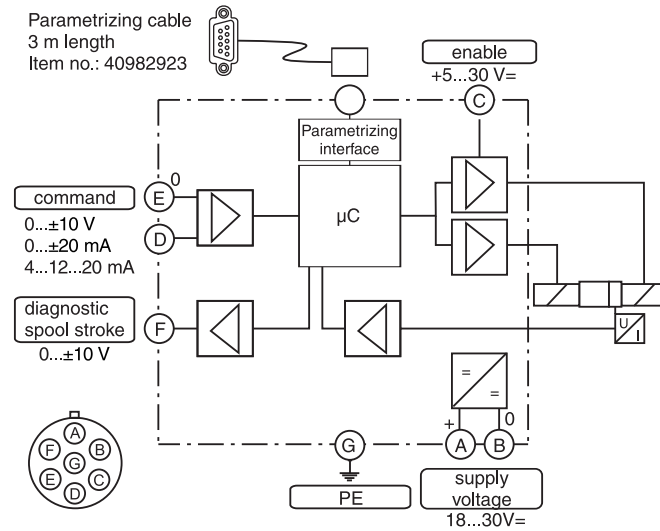 Parametrizing cable
3 m length
Item no.: 40982923
enable
+5...30 V=
C
Parametrizing
interface
command
E
0
0...±10 V
0...±20 mA
4...12...20 mA
D
µC
diagnostic
spool stroke
0...±10 V
F
U
I
=
=
+
0
A
B
G
PE
supply
voltage
18...30V=
A
F
B
G
E
C
D